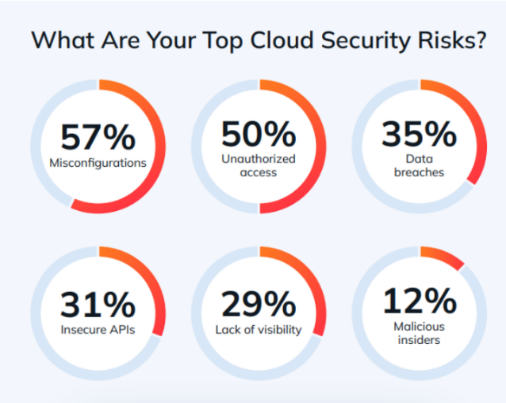 What Are Your Top Cloud Security Risks?
57%
Misconfigurations
50%
Unauthorized
access
35%
Data
breaches
31%
Insecure APIs
29%
Lack of visibility
12%
Malicious
insiders